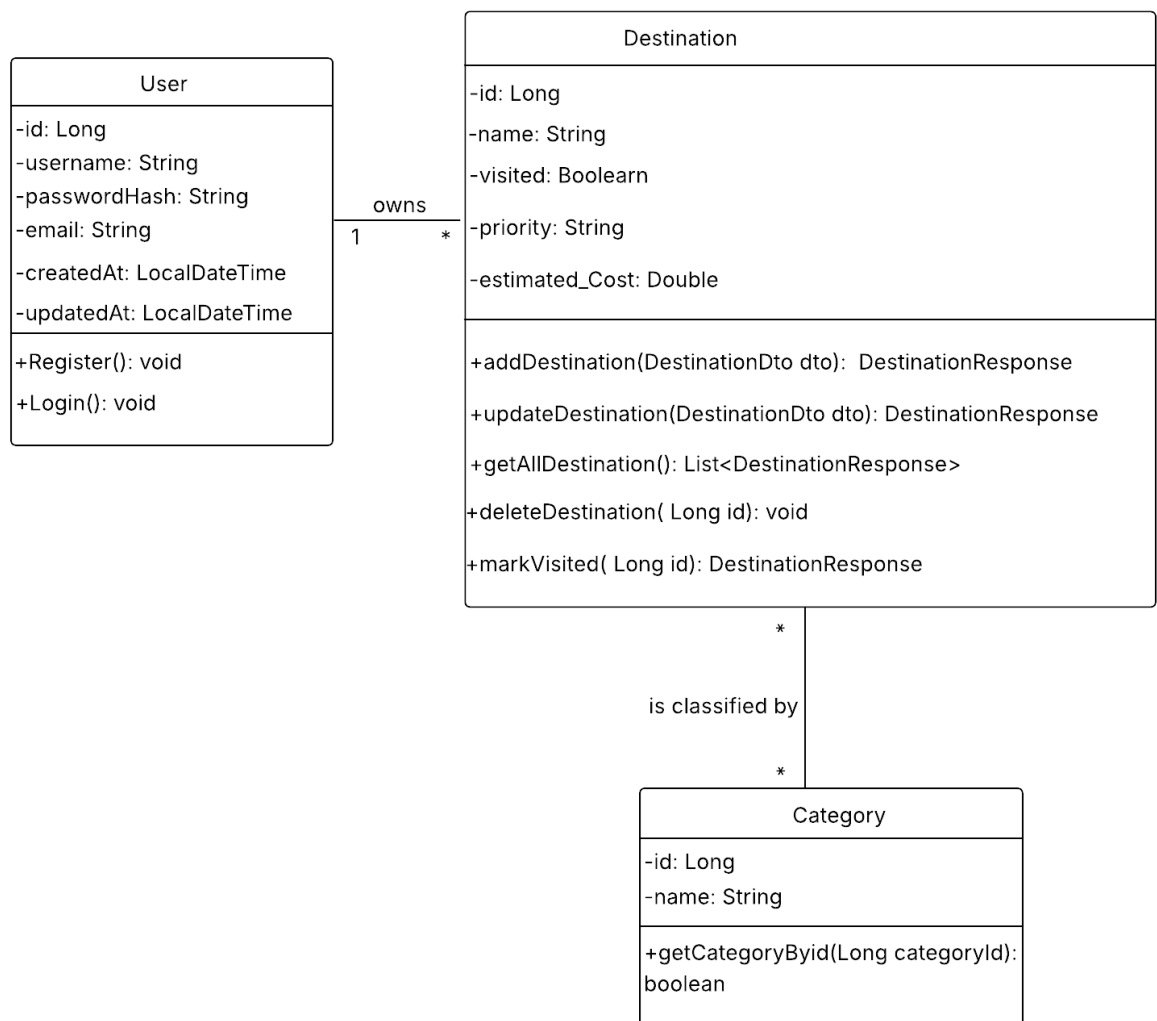 User
-id: Long
-username: String
-passwordHash: String
-email: String
-createdAt: LocalDateTime
-updatedAt: LocalDateTime
+Register(): void
+Login(): void
owns
1
*
Destination
-id: Long
-name: String
-visited: Boolearn
-priority: String
-estimated_Cost: Double
+addDestination(DestinationDto dto):  DestinationResponse
+updateDestination(DestinationDto dto): DestinationResponse
+getAllDestination(): List<DestinationResponse>
+deleteDestination( Long id): void
+markVisited( Long id): DestinationResponse
*
is classified by
*
Category
-id: Long
-name: String
+getCategoryByid(Long categoryId):
boolean